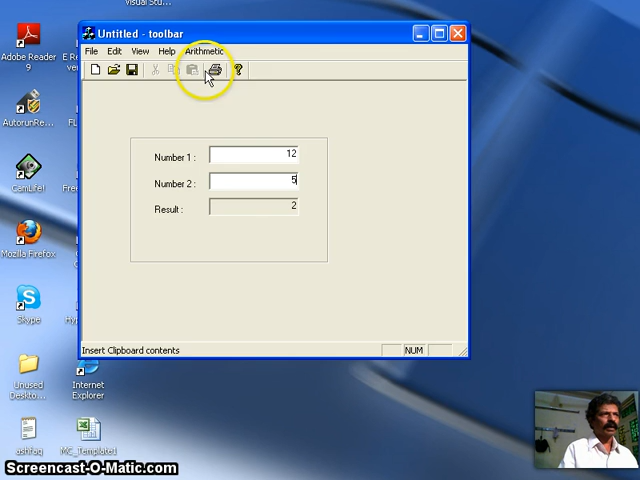 Visual Stu...
Adobe Reader 9
AutorunRe...
CamLife!
Mozilla Firefox
Skype
Unused Deskto...
Internet Explorer
ashfaq
MC_Template1
Untitled - toolbar
File Edit View Help Arithmetic
Number 1 : 12
Number 2 : 5
Result : 2
Insert Clipboard contents
NUM
Screencast-O-Matic.com